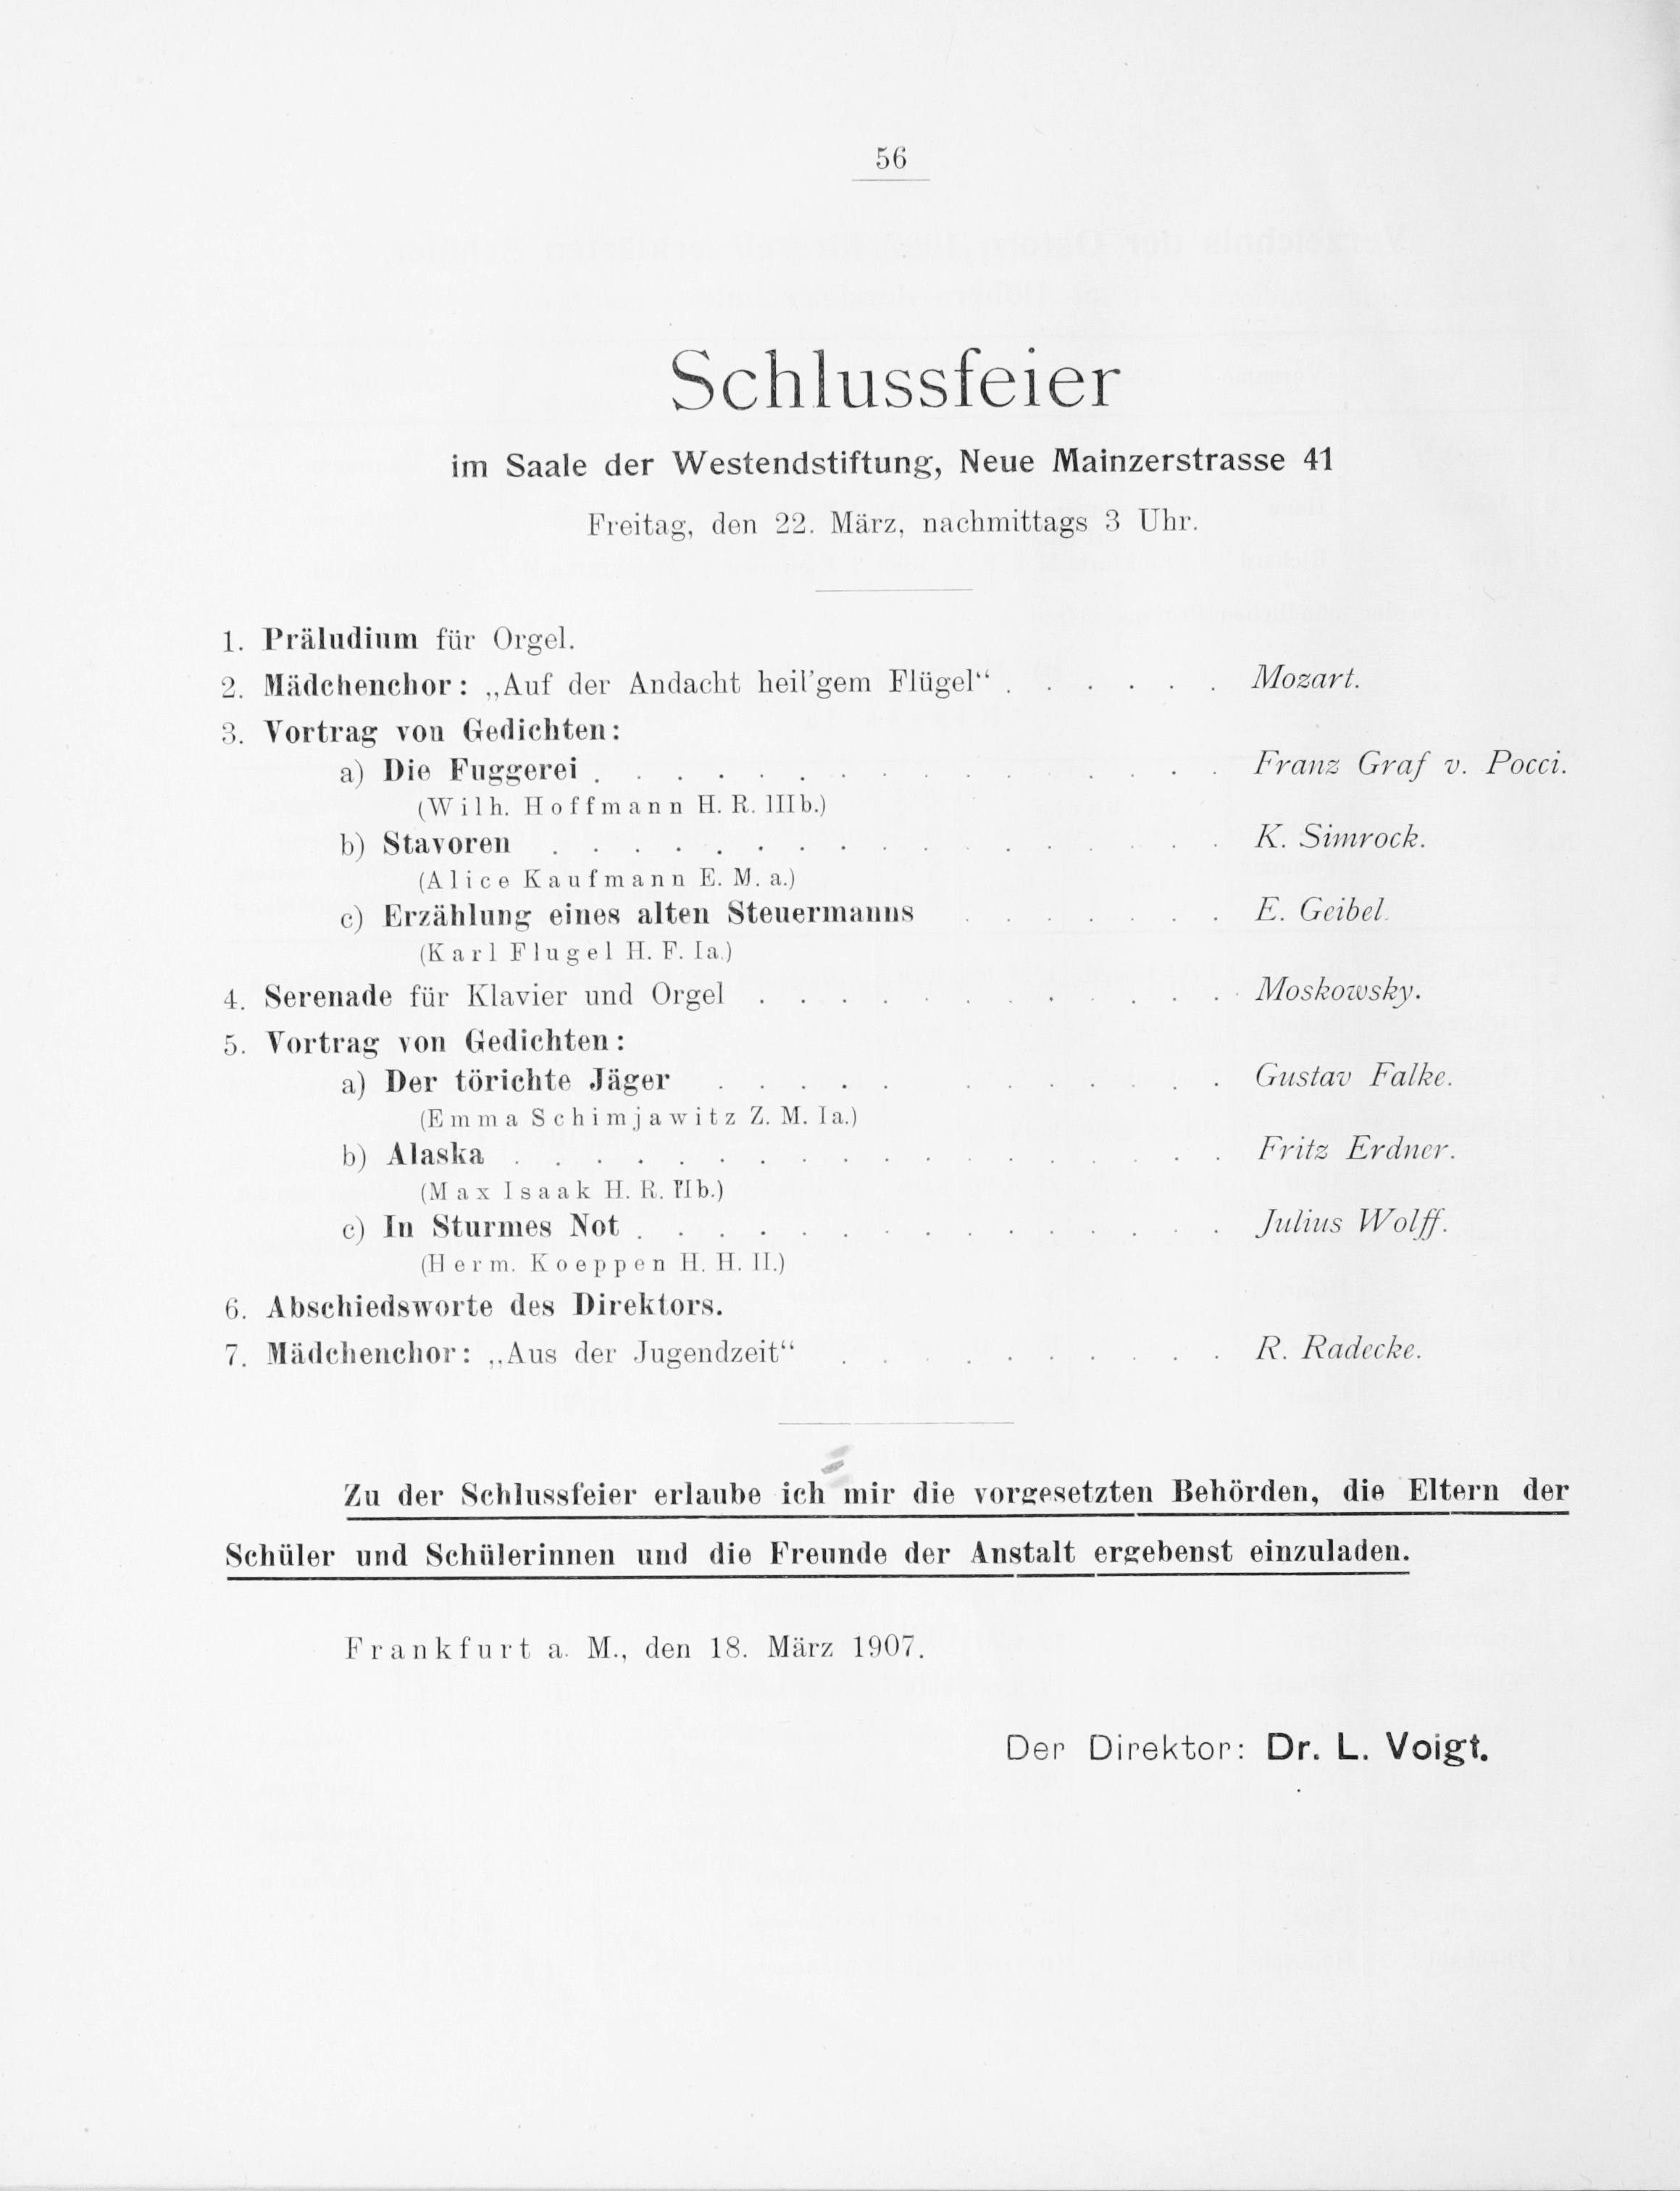 56
Schlussfeier
im Saale der Westendstiftung, Neue Mainzerstrasse 41
Freitag, den 22. März, nachmittags 3 Uhr.
1. Präludium für Orgel.
2. Mädchenchor: „Auf der Andacht heil'gem Flügel“ . . . . . . Mozart.
3. Vortrag von Gedichten:
a) Die Fuggerei . . . . . . . . . . . . . . . . Franz Graf v. Pocci.
(Wilh. Hoffmann H. R. IIIb.)
b) Stavoren . . . . . . . . . . . . . . . . . K. Simrock.
(Alice Kaufmann E. M. a.)
c) Erzählung eines alten Steuermanns . . . . . . . E. Geibel.
(Karl Flugel H. F. Ia.)
4. Serenade für Klavier und Orgel . . . . . . . . . . . . . Moskowsky.
5. Vortrag von Gedichten:
a) Der törichte Jäger . . . . . . . . . . . . . Gustav Falke.
(Emma Schimjawitz Z. M. Ia.)
b) Alaska . . . . . . . . . . . . . . . . . . Fritz Erdner.
(Max Isaak H. R. IIb.)
c) In Sturmes Not . . . . . . . . . . . . . . . Julius Wolff.
(Herm. Koeppen H. H. II.)
6. Abschiedsworte des Direktors.
7. Mädchenchor: „Aus der Jugendzeit“ . . . . . . . . . . R. Radecke.
Zu der Schlussfeier erlaube ich mir die vorgesetzten Behörden, die Eltern der
Schüler und Schülerinnen und die Freunde der Anstalt ergebenst einzuladen.
Frankfurt a. M., den 18. März 1907.
Der Direktor: Dr. L. Voigt.